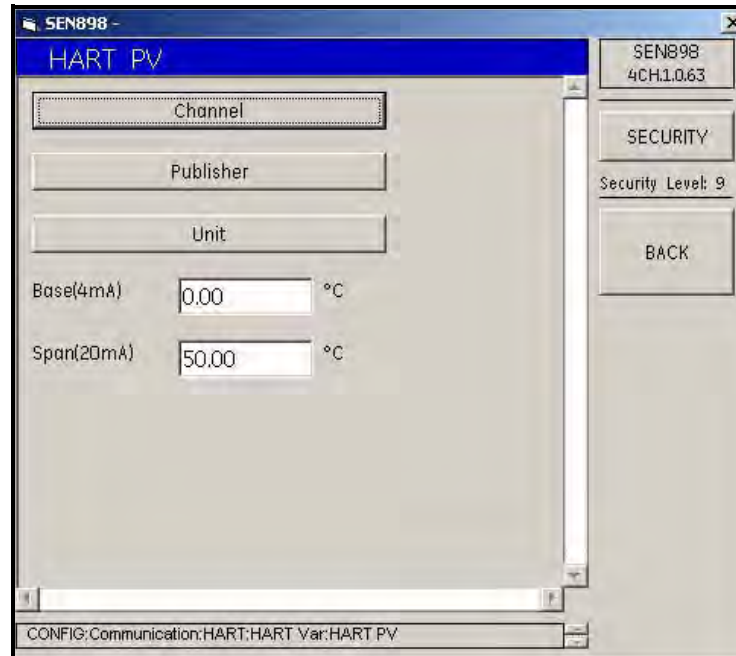 SEN898 -
HART PV
SEN898
4CH.1.0.63
Channel
SECURITY
Publisher
Security Level: 9
Unit
BACK
Base(4mA) 0.00 °C
Span(20mA) 50.00 °C
CONFIG:Communication:HART:HART Var:HART PV